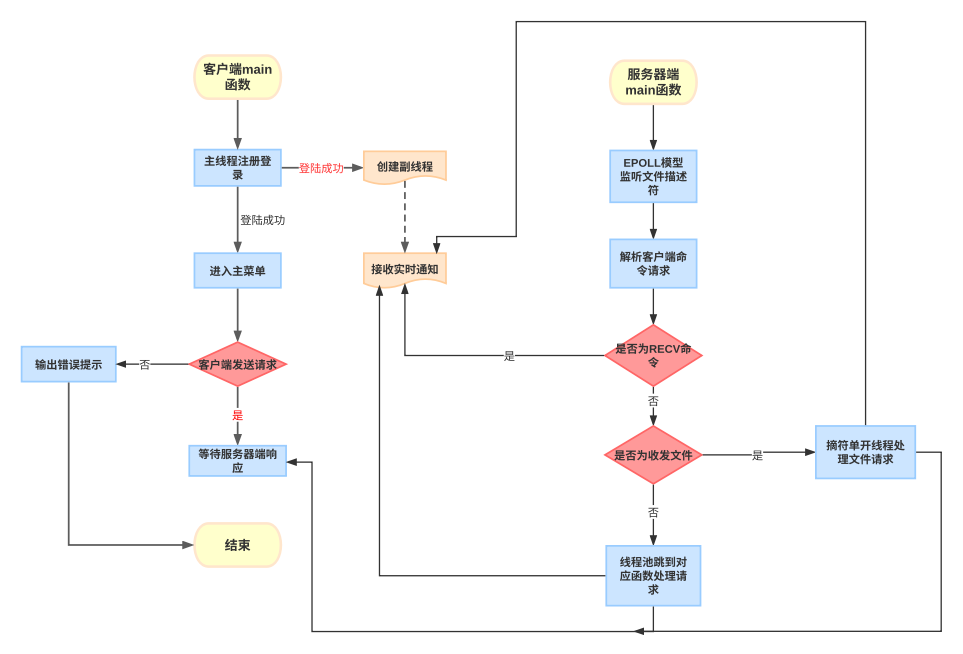 客户端main
函数
主线程注册登
录
登陆成功
创建副线程
登陆成功
进入主菜单
接收实时通知
客户端发送请求
否
输出错误提示
是
等待服务器端响
应
结束
服务器端
main函数
EPOLL模型
监听文件描述
符
解析客户端命
令请求
是否为RECV命
令
是
否
是否为收发文件
是
摘符单开线程处
理文件请求
否
线程池跳到对
应函数处理请
求